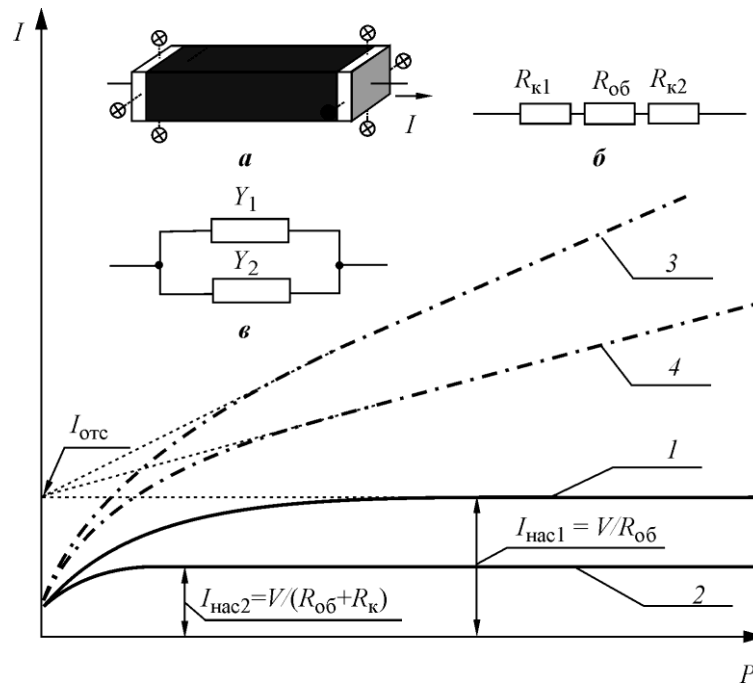 I
I
а
Rк1
Rоб
Rк2
б
Y1
Y2
в
3
4
Iотс
1
Iнас1 = V/Rоб
Iнас2=V/(Rоб+Rк)
2
P